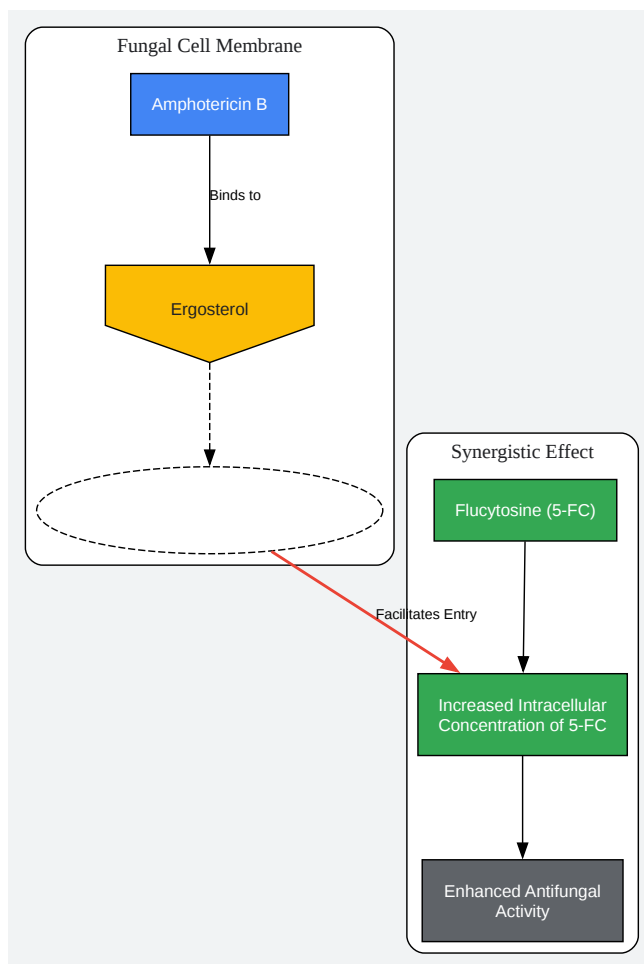 Fungal Cell Membrane
Amphotericin B
Binds to
Ergosterol
Synergistic Effect
Flucytosine (5-FC)
Facilitates Entry
Increased Intracellular
Concentration of 5-FC
Enhanced Antifungal
Activity